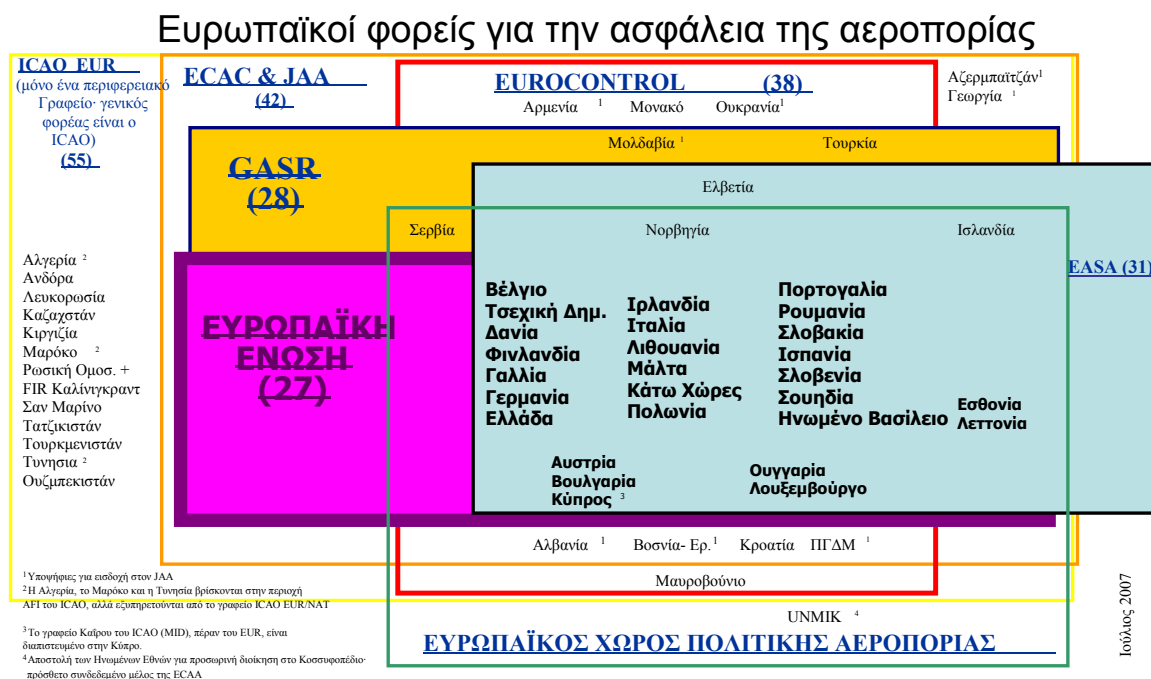 Ευρωπαϊκοί φορείς για την ασφάλεια της αεροπορίας
ICAO EUR
(μόνο ένα περιφερειακό
Γραφείο· γενικός
φορέας είναι ο
ICAO)
(55)
ECAC & JAA
(42)
EUROCONTROL (38)
Αρμενία ¹ Μονακό Ουκρανία¹
Αζερμπαϊτζάν¹
Γεωργία ¹
Μολδαβία ¹ Τουρκία
GASR
(28)
Ελβετία
Σερβία Νορβηγία Ισλανδία
EASA (31)
Αλγερία ²
Ανδόρα
Λευκορωσία
Καζαχστάν
Κιργιζία
Μαρόκο ²
Ρωσική Ομοσ. +
FIR Καλίνιγκραντ
Σαν Μαρίνο
Τατζικιστάν
Τουρκμενιστάν
Τυνησια ²
Ουζμπεκιστάν
ΕΥΡΩΠΑΪΚΗ
ΕΝΩΣΗ
(27)
Βέλγιο
Τσεχική Δημ.
Δανία
Φινλανδία
Γαλλία
Γερμανία
Ελλάδα
Ιρλανδία
Ιταλία
Λιθουανία
Μάλτα
Κάτω Χώρες
Πολωνία
Πορτογαλία
Ρουμανία
Σλοβακία
Ισπανία
Σλοβενία
Σουηδία
Ηνωμένο Βασίλειο
Εσθονία
Λεττονία
Αυστρία
Βουλγαρία
Κύπρος ³
Ουγγαρία
Λουξεμβούργο
Αλβανία ¹ Βοσνία- Ερ.¹ Κροατία ΠΓΔΜ ¹
Μαυροβούνιο
UNMIK ⁴
ΕΥΡΩΠΑΪΚΟΣ ΧΩΡΟΣ ΠΟΛΙΤΙΚΗΣ ΑΕΡΟΠΟΡΙΑΣ
¹ Υποψήφιες για εισδοχή στον JAA
² Η Αλγερία, το Μαρόκο και η Τυνησία βρίσκονται στην περιοχή
AFI του ICAO, αλλά εξυπηρετούνται από το γραφείο ICAO EUR/NAT
³ Το γραφείο Καΐρου του ICAO (MID), πέραν του EUR, είναι
διαπιστευμένο στην Κύπρο.
⁴ Αποστολή των Ηνωμένων Εθνών για προσωρινή διοίκηση στο Κοσσυφοπέδιο·
πρόσθετο συνδεδεμένο μέλος της ECAA
Ιούλιος 2007